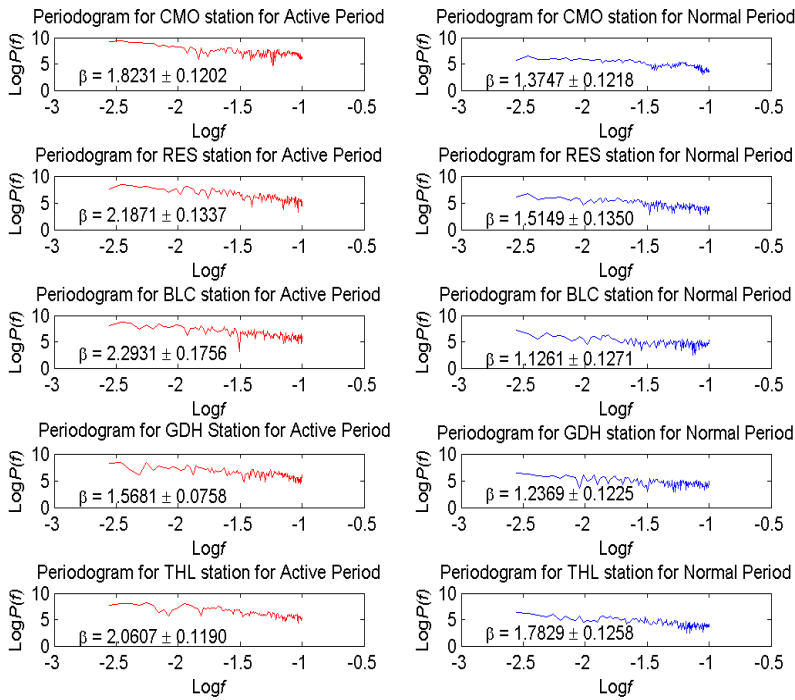 Periodogram for CMO station for Active Period
LogP(f)
10
5
0
β = 1.8231 ± 0.1202
-3 -2.5 -2 -1.5 -1 -0.5
Logf
Periodogram for CMO station for Normal Period
LogP(f)
10
5
0
β = 1.3747 ± 0.1218
-3 -2.5 -2 -1.5 -1 -0.5
Logf
Periodogram for RES station for Active Period
LogP(f)
10
5
0
β = 2.1871 ± 0.1337
-3 -2.5 -2 -1.5 -1 -0.5
Logf
Periodogram for RES station for Normal Period
LogP(f)
10
5
0
β = 1.5149 ± 0.1350
-3 -2.5 -2 -1.5 -1 -0.5
Logf
Periodogram for BLC station for Active Period
LogP(f)
10
5
0
β = 2.2931 ± 0.1756
-3 -2.5 -2 -1.5 -1 -0.5
Logf
Periodogram for BLC station for Normal Period
LogP(f)
10
5
0
β = 1.1261 ± 0.1271
-3 -2.5 -2 -1.5 -1 -0.5
Logf
Periodogram for GDH Station for Active Period
LogP(f)
10
5
0
β = 1.5681 ± 0.0758
-3 -2.5 -2 -1.5 -1 -0.5
Logf
Periodogram for GDH station for Normal Period
LogP(f)
10
5
0
β = 1.2369 ± 0.1225
-3 -2.5 -2 -1.5 -1 -0.5
Logf
Periodogram for THL station for Active Period
LogP(f)
10
5
0
β = 2.0607 ± 0.1190
-3 -2.5 -2 -1.5 -1 -0.5
Logf
Periodogram for THL station for Normal Period
LogP(f)
10
5
0
β = 1.7829 ± 0.1258
-3 -2.5 -2 -1.5 -1 -0.5
Logf